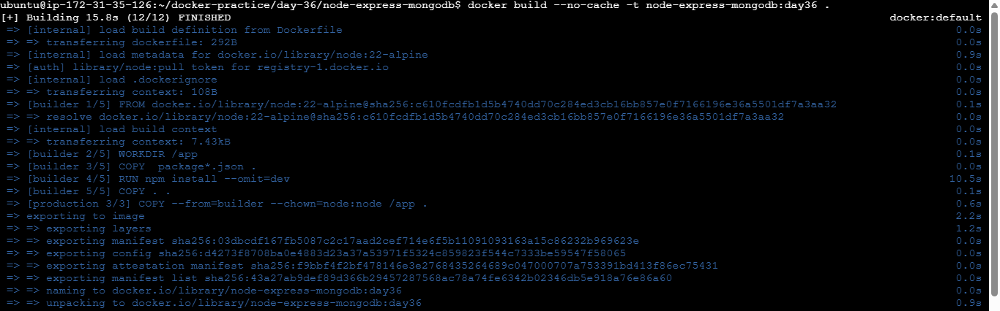 ubuntu@ip-172-31-35-126:~/docker-practice/day-36/node-express-mongodb$ docker build --no-cache -t node-express-mongodb:day36 .
[+] Building 15.8s (12/12) FINISHED docker:default
=> [internal] load build definition from Dockerfile 0.0s
=> => transferring dockerfile: 292B 0.0s
=> [internal] load metadata for docker.io/library/node:22-alpine 0.9s
=> [auth] library/node:pull token for registry-1.docker.io 0.0s
=> [internal] load .dockerignore 0.0s
=> => transferring context: 108B 0.0s
=> [builder 1/5] FROM docker.io/library/node:22-alpine@sha256:c610fcdfb1d5b4740dd70c284ed3cb16bb857e0f7166196e36a5501df7a3aa32 0.1s
=> => resolve docker.io/library/node:22-alpine@sha256:c610fcdfb1d5b4740dd70c284ed3cb16bb857e0f7166196e36a5501df7a3aa32 0.0s
=> [internal] load build context 0.0s
=> => transferring context: 7.43kB 0.0s
=> [builder 2/5] WORKDIR /app 0.1s
=> [builder 3/5] COPY  package*.json . 0.0s
=> [builder 4/5] RUN npm install --omit=dev 10.5s
=> [builder 5/5] COPY . . 0.1s
=> [production 3/3] COPY --from=builder --chown=node:node /app . 0.6s
=> exporting to image 2.2s
=> => exporting layers 1.2s
=> => exporting manifest sha256:03dbcdf167fb5087c2c17aad2cef714e6f5b11091093163a15c86232b969623e 0.0s
=> => exporting config sha256:d4273f8708ba0e4883d23a37a53971f5324c859823f544c7333be59547f58065 0.0s
=> => exporting attestation manifest sha256:f9bbf4f2bf478146e3e2768435264689c047000707a753391bd413f86ec75431 0.0s
=> => exporting manifest list sha256:43a27ab9def89d366b29457287568ac78a74fe6342b02346db5e918a76e86a60 0.0s
=> => naming to docker.io/library/node-express-mongodb:day36 0.0s
=> => unpacking to docker.io/library/node-express-mongodb:day36 0.9s